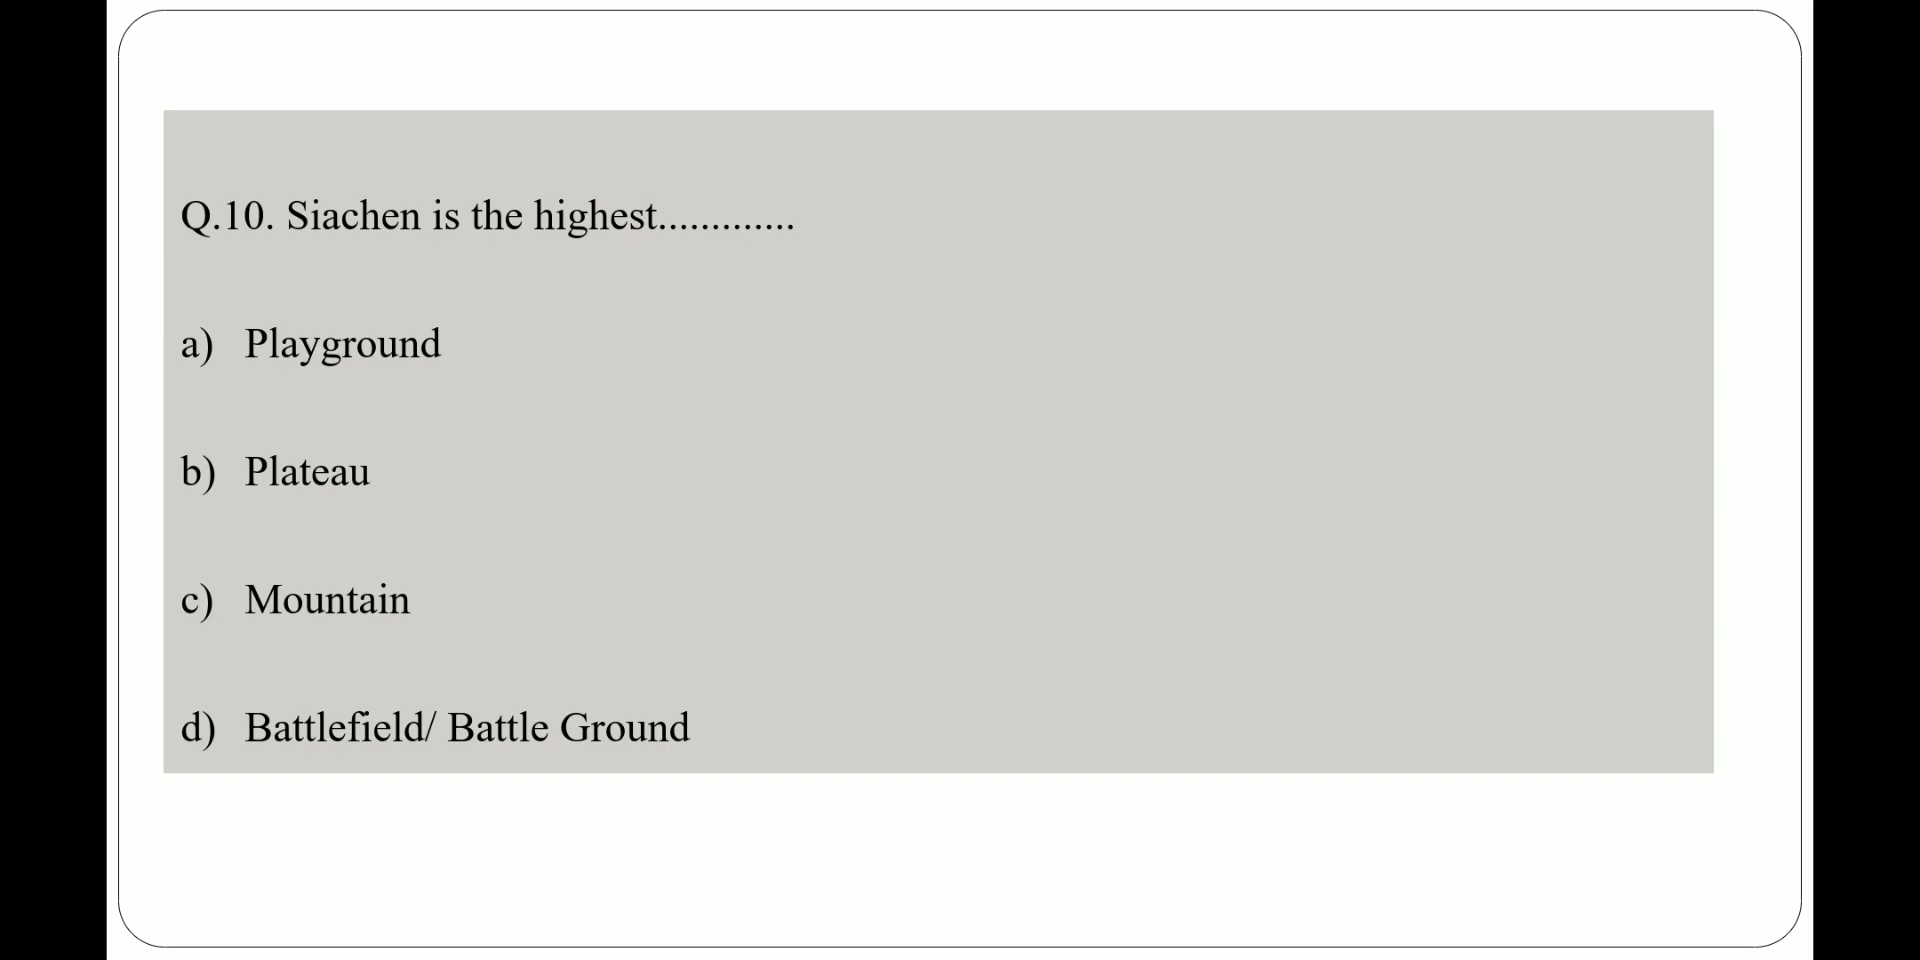 Q.10. Siachen is the highest.............
a) Playground
b) Plateau
c) Mountain
d) Battlefield/ Battle Ground